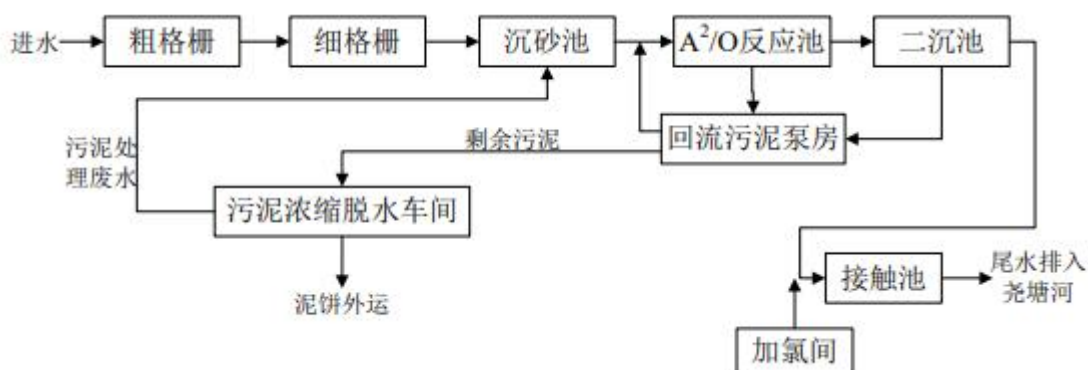 进水
粗格栅
细格栅
沉砂池
A²/O反应池
二沉池
污泥处
理废水
剩余污泥
回流污泥泵房
污泥浓缩脱水车间
泥饼外运
接触池
尾水排入
尧塘河
加氯间